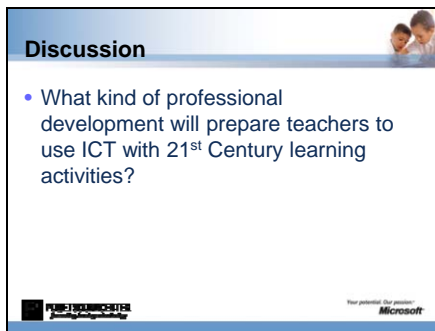 Discussion
• What kind of professional
development will prepare teachers to
use ICT with 21st Century learning
activities?
Your potential. Our passion.™
Microsoft